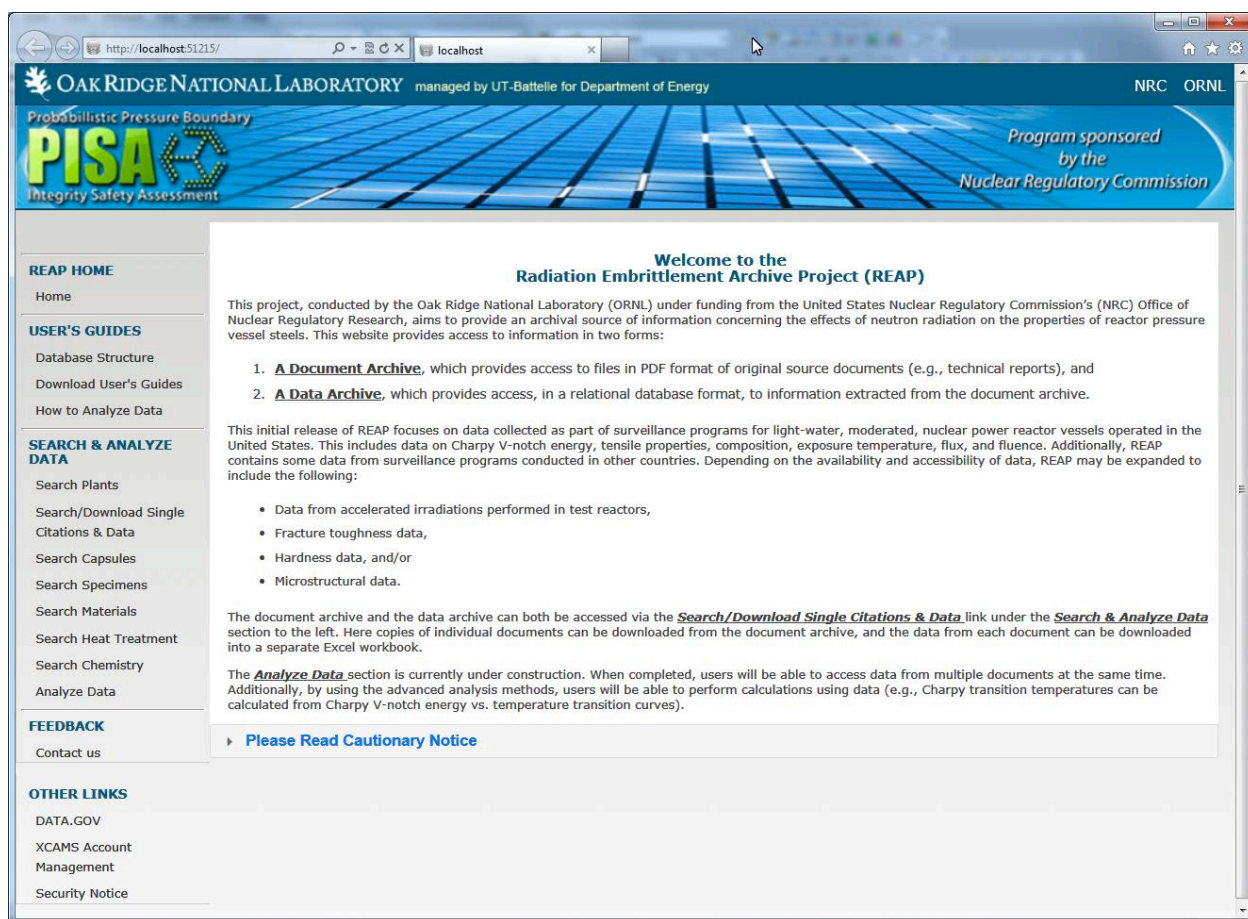 http://localhost:51215/
localhost
OAK RIDGE NATIONAL LABORATORY managed by UT-Battelle for Department of Energy
NRC ORNL
Probabillistic Pressure Boundary
PISA
Integrity Safety Assessment
Program sponsored
by the
Nuclear Regulatory Commission
REAP HOME
Home
USER'S GUIDES
Database Structure
Download User's Guides
How to Analyze Data
SEARCH & ANALYZE
DATA
Search Plants
Search/Download Single
Citations & Data
Search Capsules
Search Specimens
Search Materials
Search Heat Treatment
Search Chemistry
Analyze Data
FEEDBACK
Contact us
OTHER LINKS
DATA.GOV
XCAMS Account
Management
Security Notice
Welcome to the
Radiation Embrittlement Archive Project (REAP)
This project, conducted by the Oak Ridge National Laboratory (ORNL) under funding from the United States Nuclear Regulatory Commission's (NRC) Office of
Nuclear Regulatory Research, aims to provide an archival source of information concerning the effects of neutron radiation on the properties of reactor pressure
vessel steels. This website provides access to information in two forms:
1. A Document Archive, which provides access to files in PDF format of original source documents (e.g., technical reports), and
2. A Data Archive, which provides access, in a relational database format, to information extracted from the document archive.
This initial release of REAP focuses on data collected as part of surveillance programs for light-water, moderated, nuclear power reactor vessels operated in the
United States. This includes data on Charpy V-notch energy, tensile properties, composition, exposure temperature, flux, and fluence. Additionally, REAP
contains some data from surveillance programs conducted in other countries. Depending on the availability and accessibility of data, REAP may be expanded to
include the following:
• Data from accelerated irradiations performed in test reactors,
• Fracture toughness data,
• Hardness data, and/or
• Microstructural data.
The document archive and the data archive can both be accessed via the Search/Download Single Citations & Data link under the Search & Analyze Data
section to the left. Here copies of individual documents can be downloaded from the document archive, and the data from each document can be downloaded
into a separate Excel workbook.
The Analyze Data section is currently under construction. When completed, users will be able to access data from multiple documents at the same time.
Additionally, by using the advanced analysis methods, users will be able to perform calculations using data (e.g., Charpy transition temperatures can be
calculated from Charpy V-notch energy vs. temperature transition curves).
Please Read Cautionary Notice